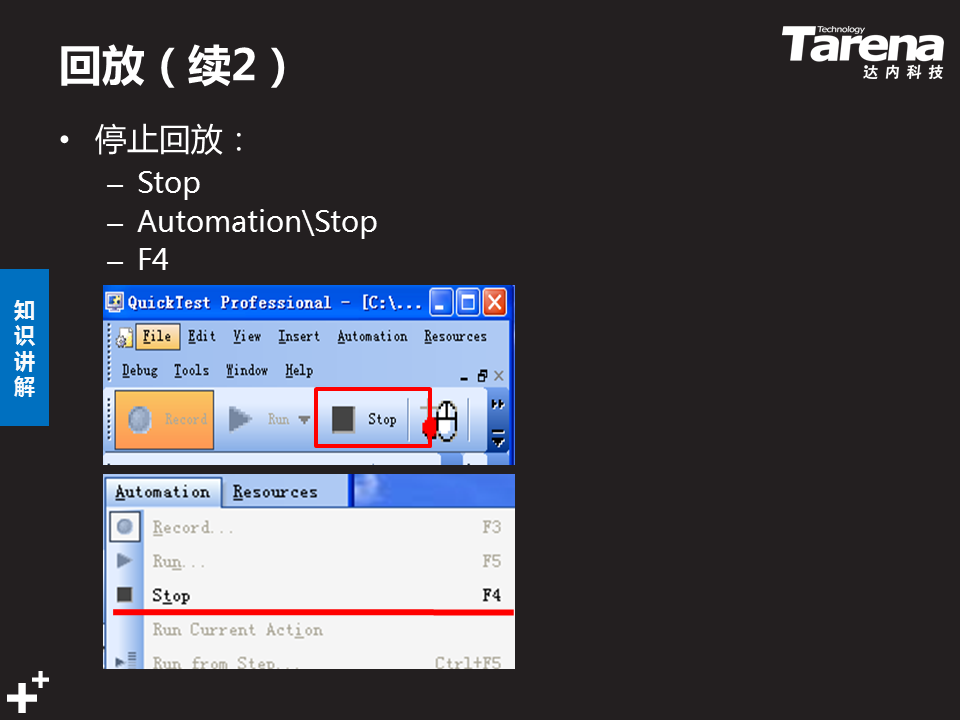 回放（续2）
Technology
Tarena
达内科技
• 停止回放：
– Stop
– Automation\Stop
– F4
知识讲解
QuickTest Professional - [C:\...
File Edit View Insert Automation Resources
Debug Tools Window Help
Record Run Stop
Automation Resources
Record... F3
Run... F5
Stop F4
Run Current Action
Run from Step... Ctrl+F5